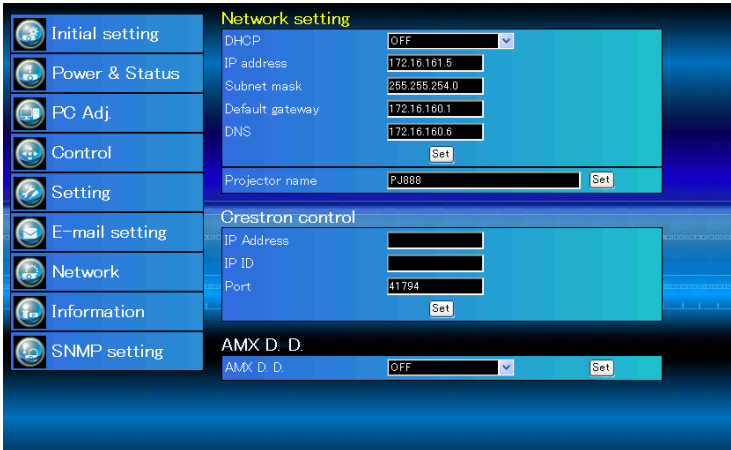 Initial setting
Power & Status
PC Adj.
Control
Setting
E-mail setting
Network
Information
SNMP setting
Network setting
DHCP OFF
IP address 172.16.161.5
Subnet mask 255.255.254.0
Default gateway 172.16.160.1
DNS 172.16.160.6
Set
Projector name PJ888 Set
Crestron control
IP Address
IP ID
Port 41794
Set
AMX D. D.
AMX D. D. OFF Set